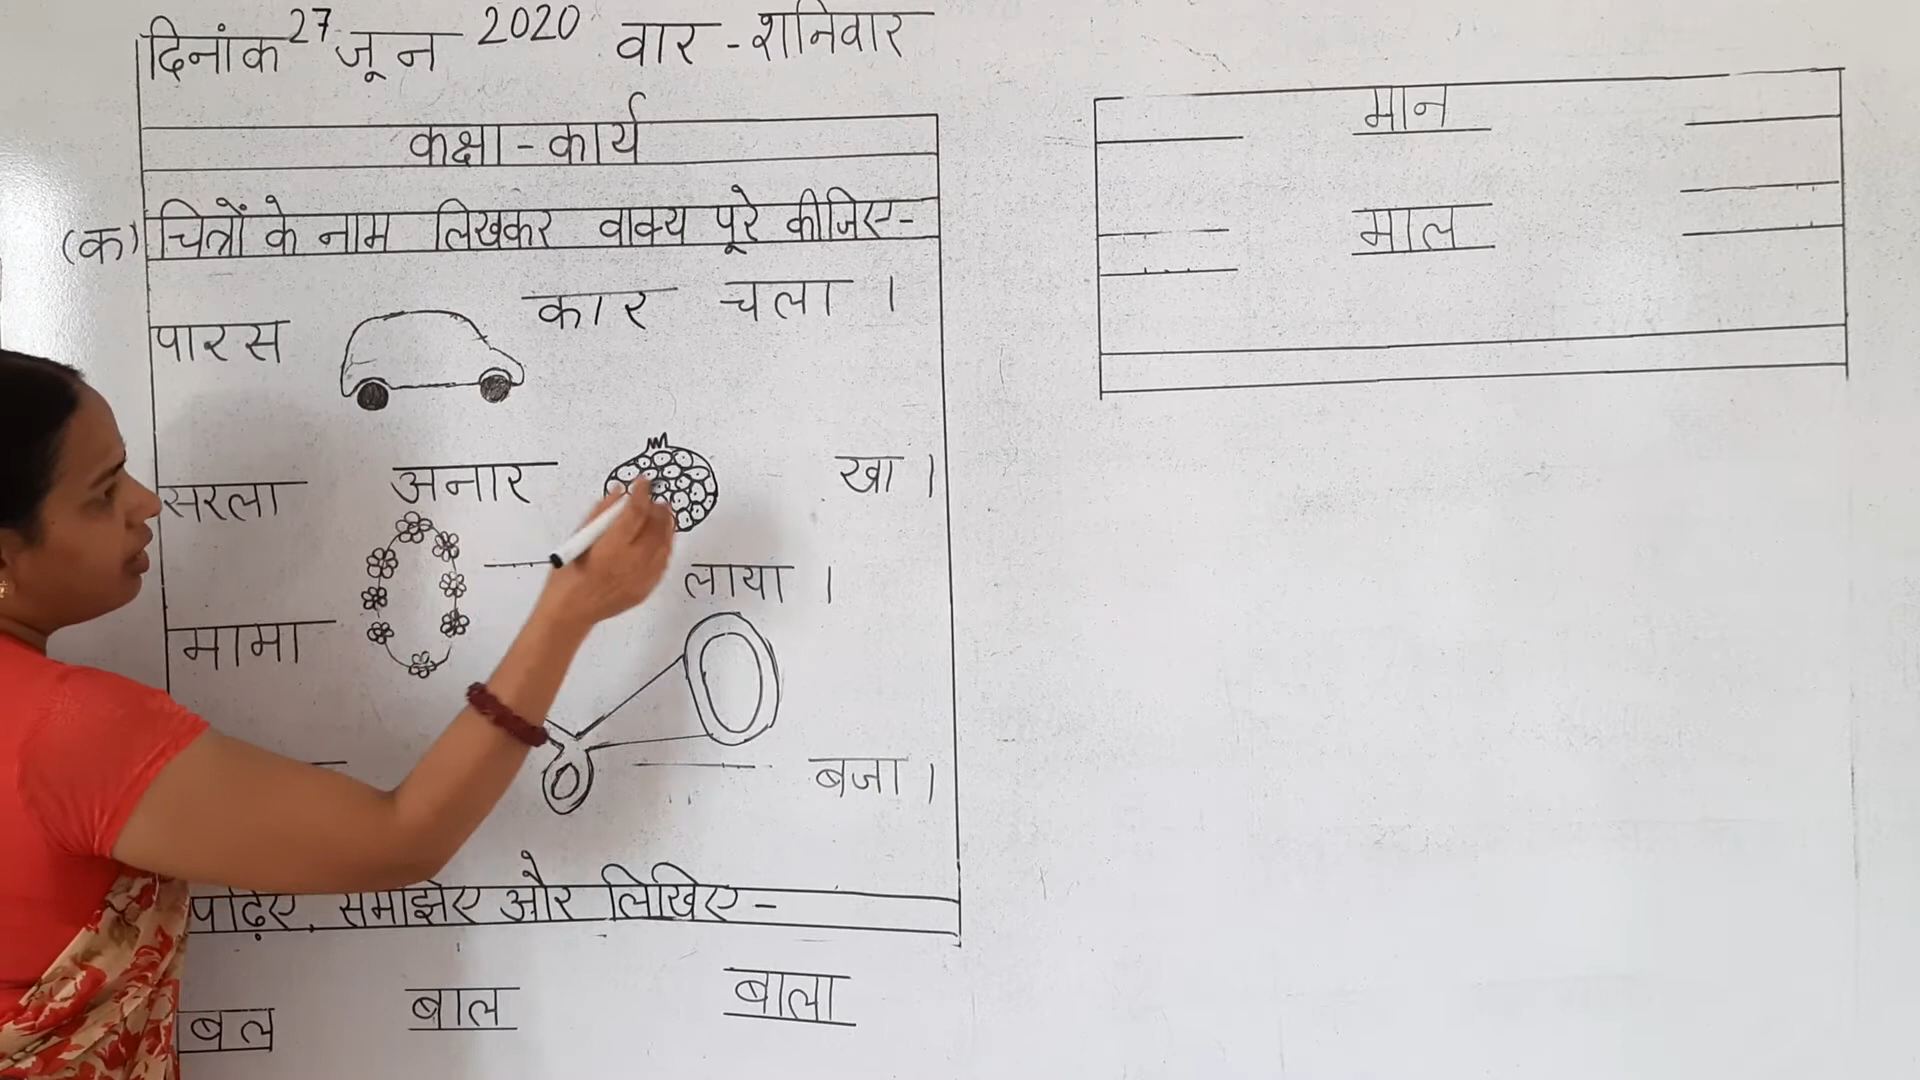 दिनांक 27 जून 2020 वार - शनिवार
कक्षा - कार्य
(क) चित्रों के नाम लिखकर वाक्य पूरे कीजिए-
पारस कार चला ।
सरला अनार खा ।
मामा लाया ।
बजा ।
पढ़िए, समझिए और लिखिए-
बल बाल बाला
मान
माल